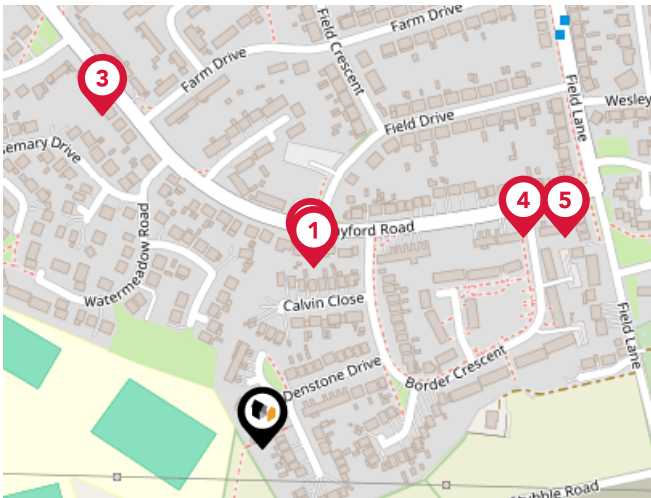 Field Crescent
Farm Drive
Farm Drive
3
Field Lane
Wesley
Field Drive
semary Drive
4
5
1
yford Road
Watermeadow Road
Calvin Close
Field Lane
Denstone Drive
Border Crescent
Stubble Road